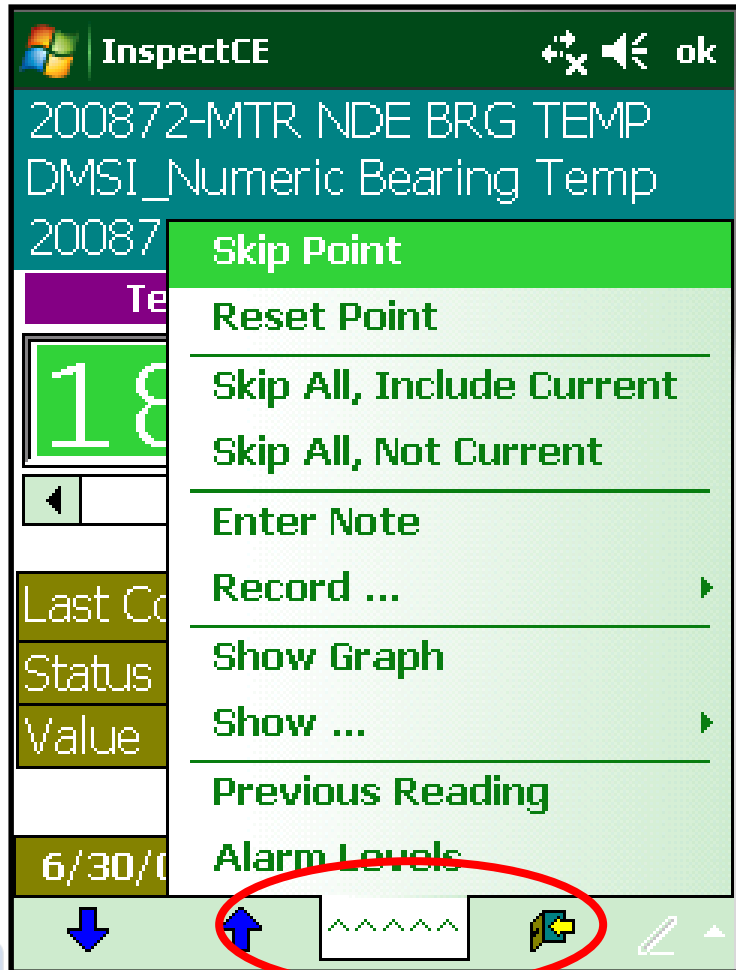 InspectCE ok
200872-MTR NDE BRG TEMP
DMSI_Numeric Bearing Temp
20087
Skip Point
Te
Reset Point
18
Skip All, Include Current
Skip All, Not Current
Enter Note
Record ...
Last Co
Show Graph
Status
Show ...
Value
Previous Reading
Alarm Levels
6/30/0
^^^^^